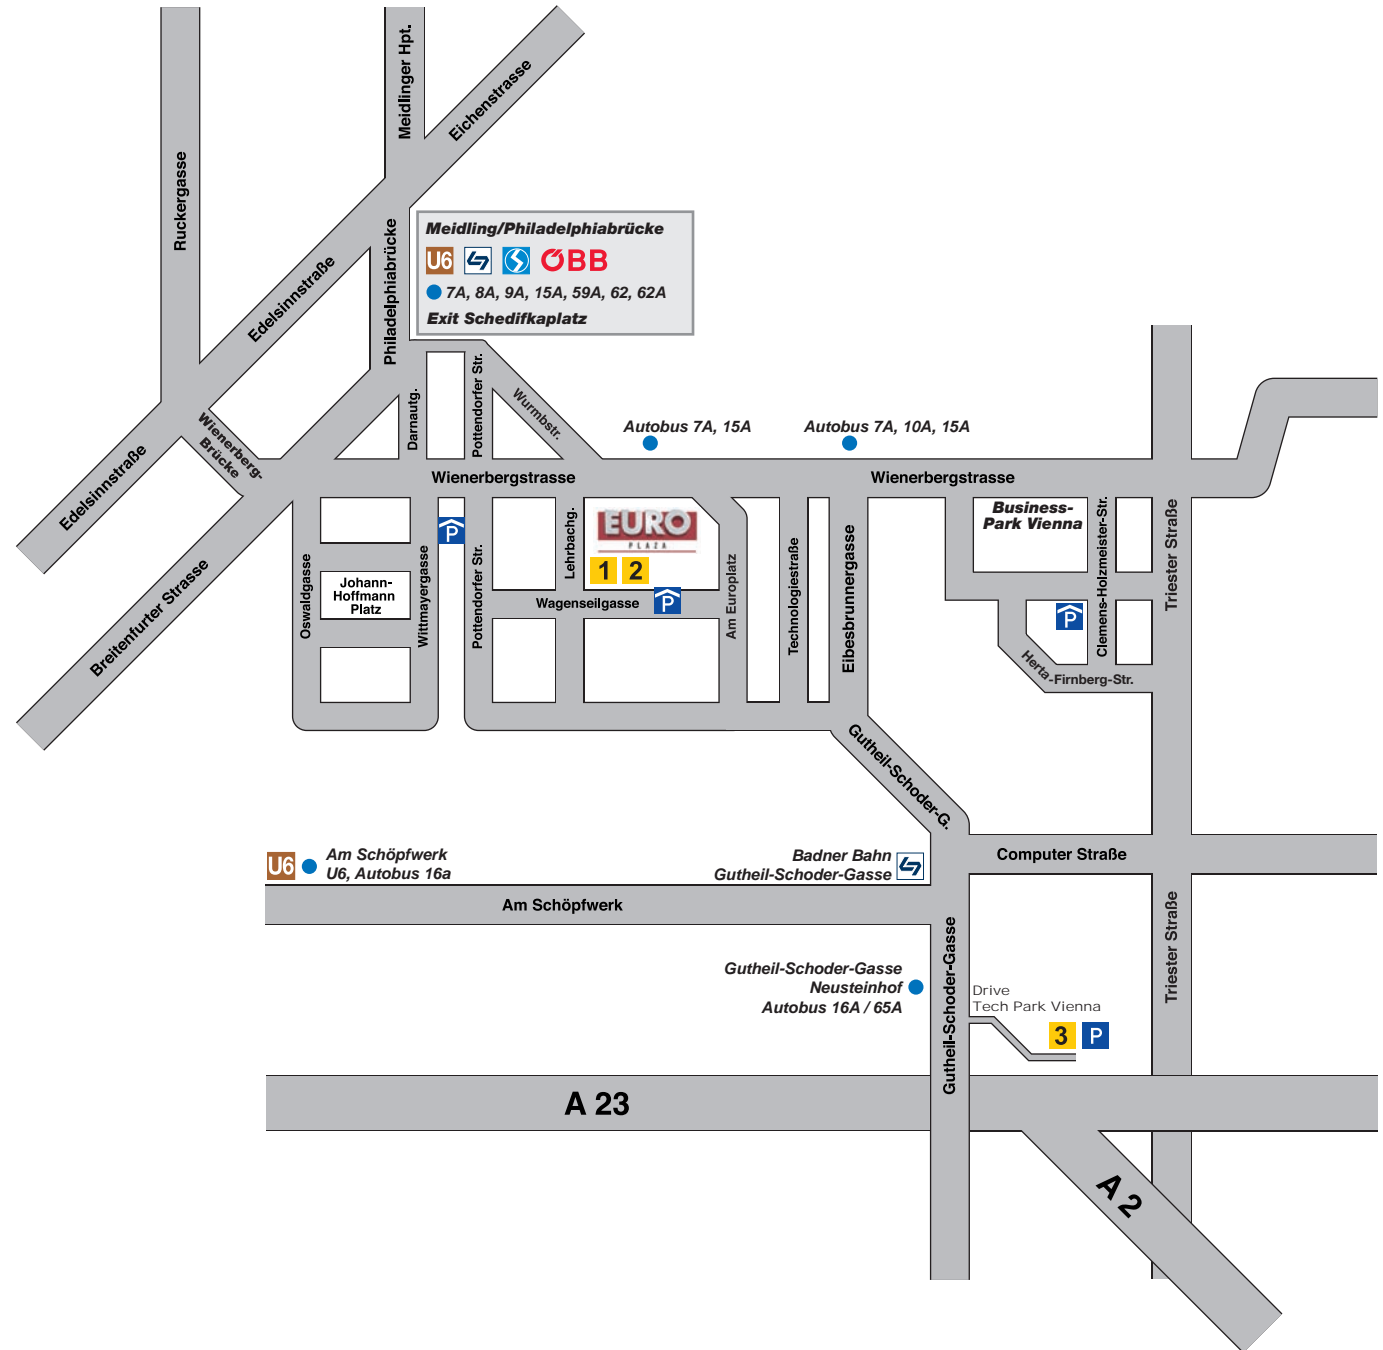 Meidlinger Hpt.
Eichenstrasse
Ruckergasse
Edelsinnstraße
Philadelphiabrücke
Meidling/Philadelphiabrücke
U6
ÖBB
7A, 8A, 9A, 15A, 59A, 62, 62A
Exit Schedifkaplatz
Darnautg.
Pottendorfer Str.
Wurmbstr.
Wienerberg-
Brücke
Edelsinnstraße
Autobus 7A, 15A
Autobus 7A, 10A, 15A
Wienerbergstrasse
Wienerbergstrasse
Breitenfurter Strasse
Oswaldgasse
Johann-
Hoffmann
Platz
Wittmayergasse
P
Pottendorfer Str.
Lehrbachg.
EURO
PLAZA
1 2
Wagenseilgasse
P
Am Europlatz
Technologiestraße
Eibesbrunnergasse
Business-
Park Vienna
Clemens-Holzmeister-Str.
P
Herta-Firnberg-Str.
Triester Straße
Gutheil-Schoder-G.
U6
Am Schöpfwerk
U6, Autobus 16a
Badner Bahn
Gutheil-Schoder-Gasse
Computer Straße
Am Schöpfwerk
Gutheil-Schoder-Gasse
Gutheil-Schoder-Gasse
Neusteinhof
Autobus 16A / 65A
Drive
Tech Park Vienna
3 P
Triester Straße
A 23
A 2